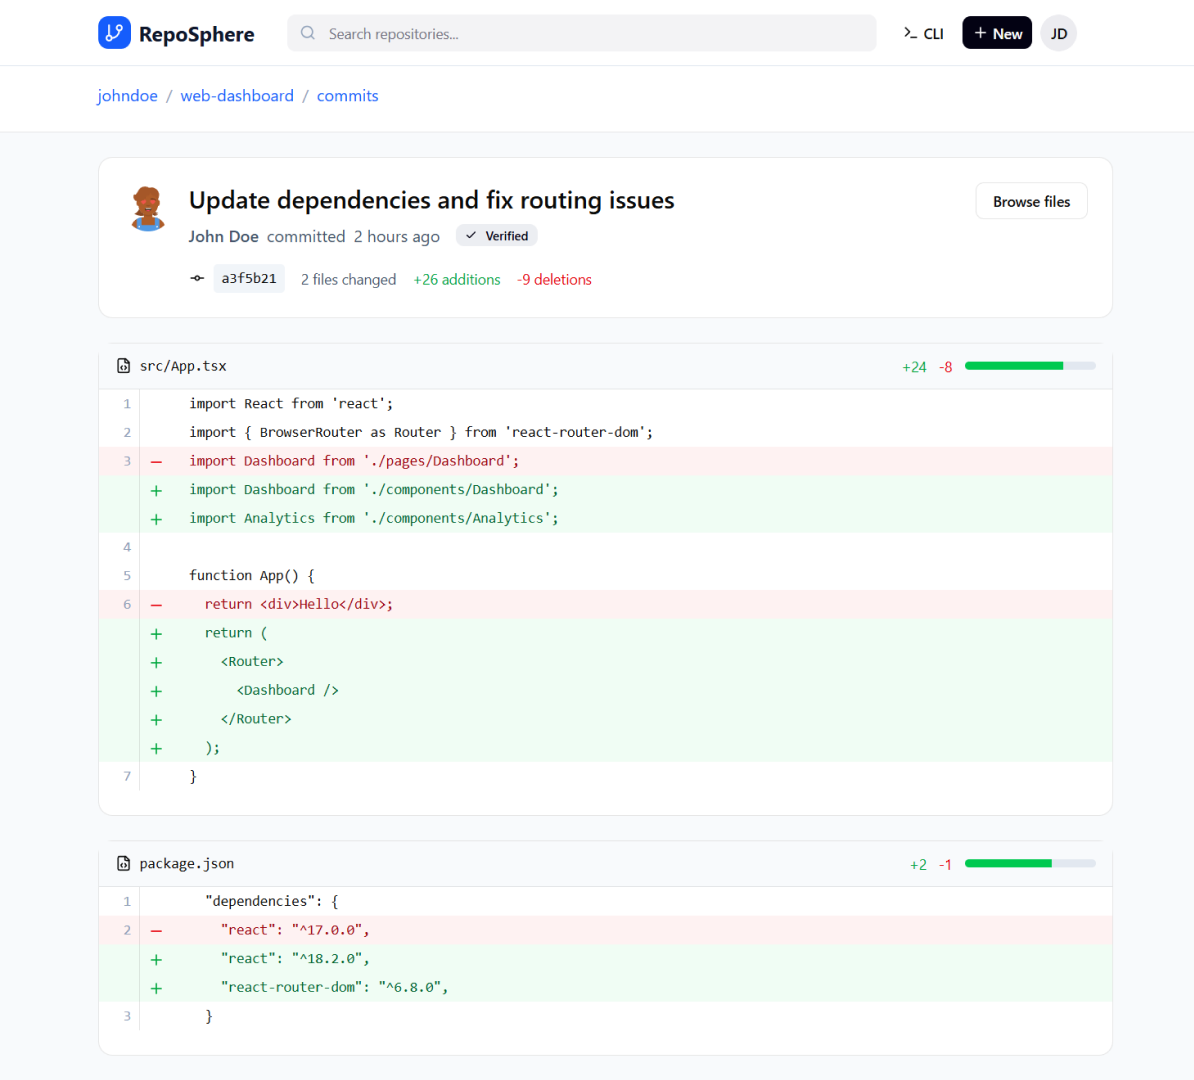 RepoSphere
Search repositories...
CLI
New
JD
johndoe / web-dashboard / commits
Update dependencies and fix routing issues
Browse files
John Doe committed 2 hours ago
Verified
a3f5b21 2 files changed +26 additions -9 deletions
src/App.tsx +24 -8
1 import React from 'react';
2 import { BrowserRouter as Router } from 'react-router-dom';
3 − import Dashboard from './pages/Dashboard';
+ import Dashboard from './components/Dashboard';
+ import Analytics from './components/Analytics';
4
5 function App() {
6 − return <div>Hello</div>;
+ return (
+ <Router>
+ <Dashboard />
+ </Router>
+ );
7 }
package.json +2 -1
1 "dependencies": {
2 − "react": "^17.0.0",
+ "react": "^18.2.0",
+ "react-router-dom": "^6.8.0",
3 }